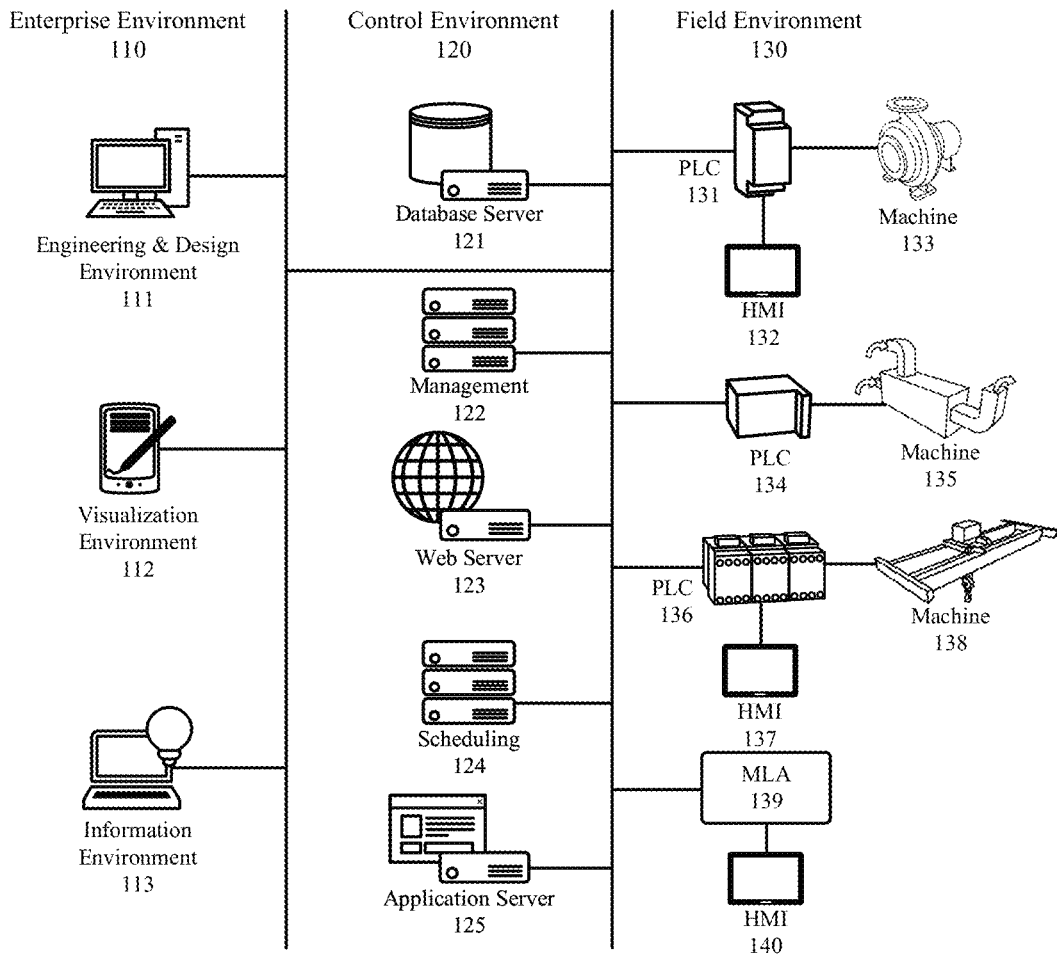 Enterprise Environment
110
Engineering & Design
Environment
111
Visualization
Environment
112
Information
Environment
113
Control Environment
120
Database Server
121
Management
122
Web Server
123
Scheduling
124
Application Server
125
Field Environment
130
PLC
131
Machine
133
HMI
132
PLC
134
Machine
135
PLC
136
Machine
138
HMI
137
MLA
139
HMI
140